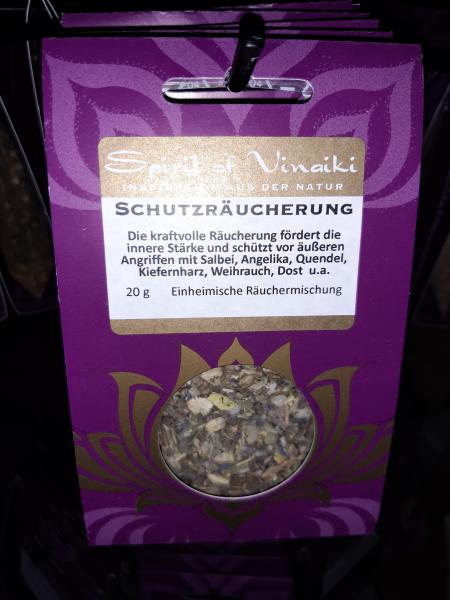 Spirit of Vinaiki
INSPIRATION AUS DER NATUR
SCHUTZRÄUCHERUNG
Die kraftvolle Räucherung fördert die
innere Stärke und schützt vor äußeren
Angriffen mit Salbei, Angelika, Quendel,
Kiefernharz, Weihrauch, Dost u.a.
20 g Einheimische Räuchermischung